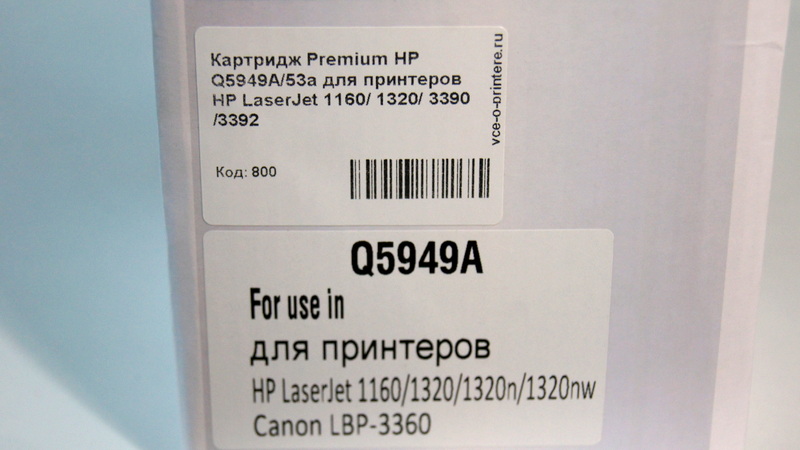 Картридж Premium HP
Q5949A/53a для принтеров
HP LaserJet 1160/ 1320/ 3390
/3392
Код: 800
vce-o-printere.ru
Q5949A
For use in
для принтеров
HP LaserJet 1160/1320/1320n/1320nw
Canon LBP-3360